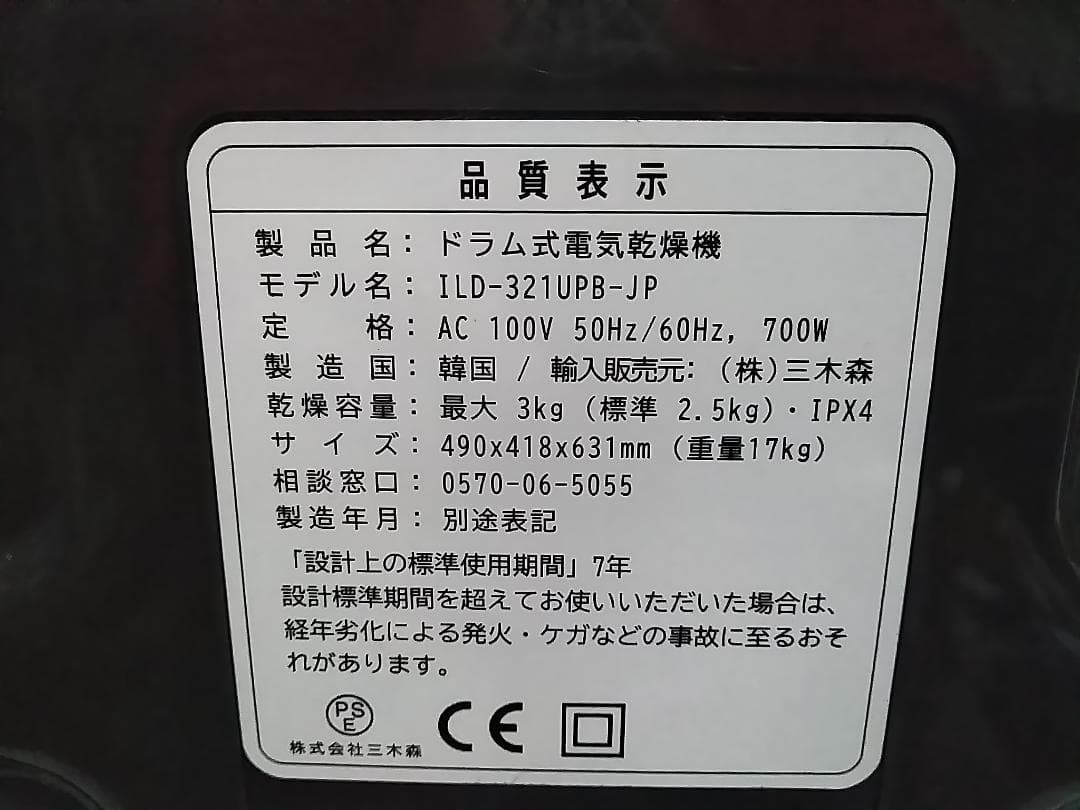 品質表示
製品名: ドラム式電気乾燥機
モデル名: ILD-321UPB-JP
定格: AC 100V 50Hz/60Hz, 700W
製造国: 韓国 / 輸入販売元: (株)三木森
乾燥容量: 最大 3kg (標準 2.5kg)・IPX4
サイズ: 490x418x631mm (重量17kg)
相談窓口: 0570-06-5055
製造年月: 別途表記
「設計上の標準使用期間」7年
設計標準期間を超えてお使いいただいた場合は、
経年劣化による発火・ケガなどの事故に至るおそ
れがあります。
PSE CE
株式会社三木森